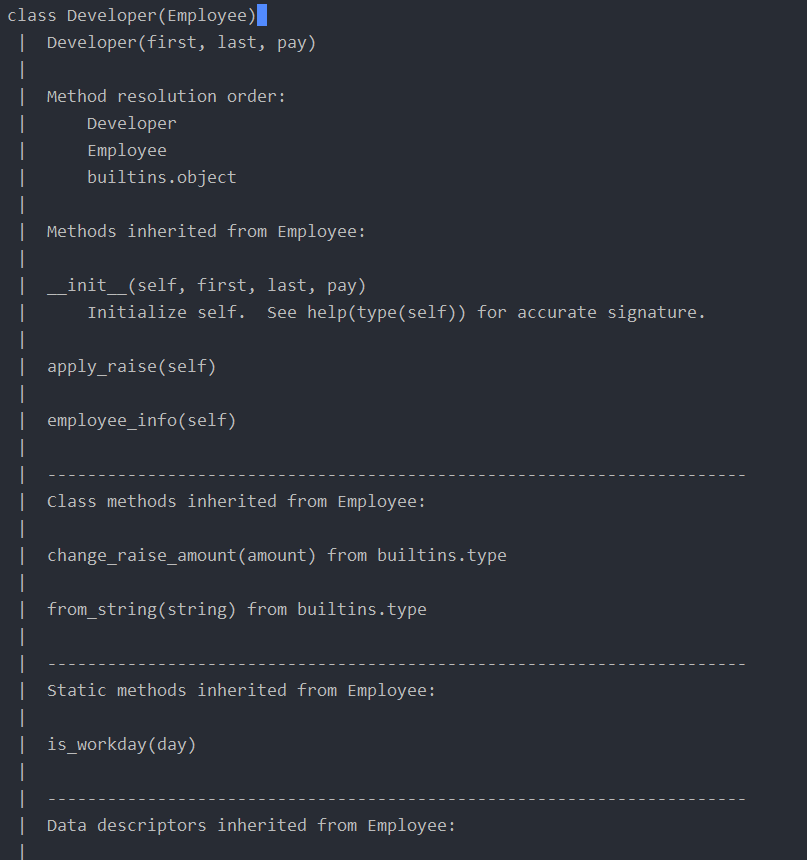 class Developer(Employee)
 |  Developer(first, last, pay)
 |
 |  Method resolution order:
 |      Developer
 |      Employee
 |      builtins.object
 |
 |  Methods inherited from Employee:
 |
 |  __init__(self, first, last, pay)
 |      Initialize self.  See help(type(self)) for accurate signature.
 |
 |  apply_raise(self)
 |
 |  employee_info(self)
 |
 |  ----------------------------------------------------------------------
 |  Class methods inherited from Employee:
 |
 |  change_raise_amount(amount) from builtins.type
 |
 |  from_string(string) from builtins.type
 |
 |  ----------------------------------------------------------------------
 |  Static methods inherited from Employee:
 |
 |  is_workday(day)
 |
 |  ----------------------------------------------------------------------
 |  Data descriptors inherited from Employee:
 |